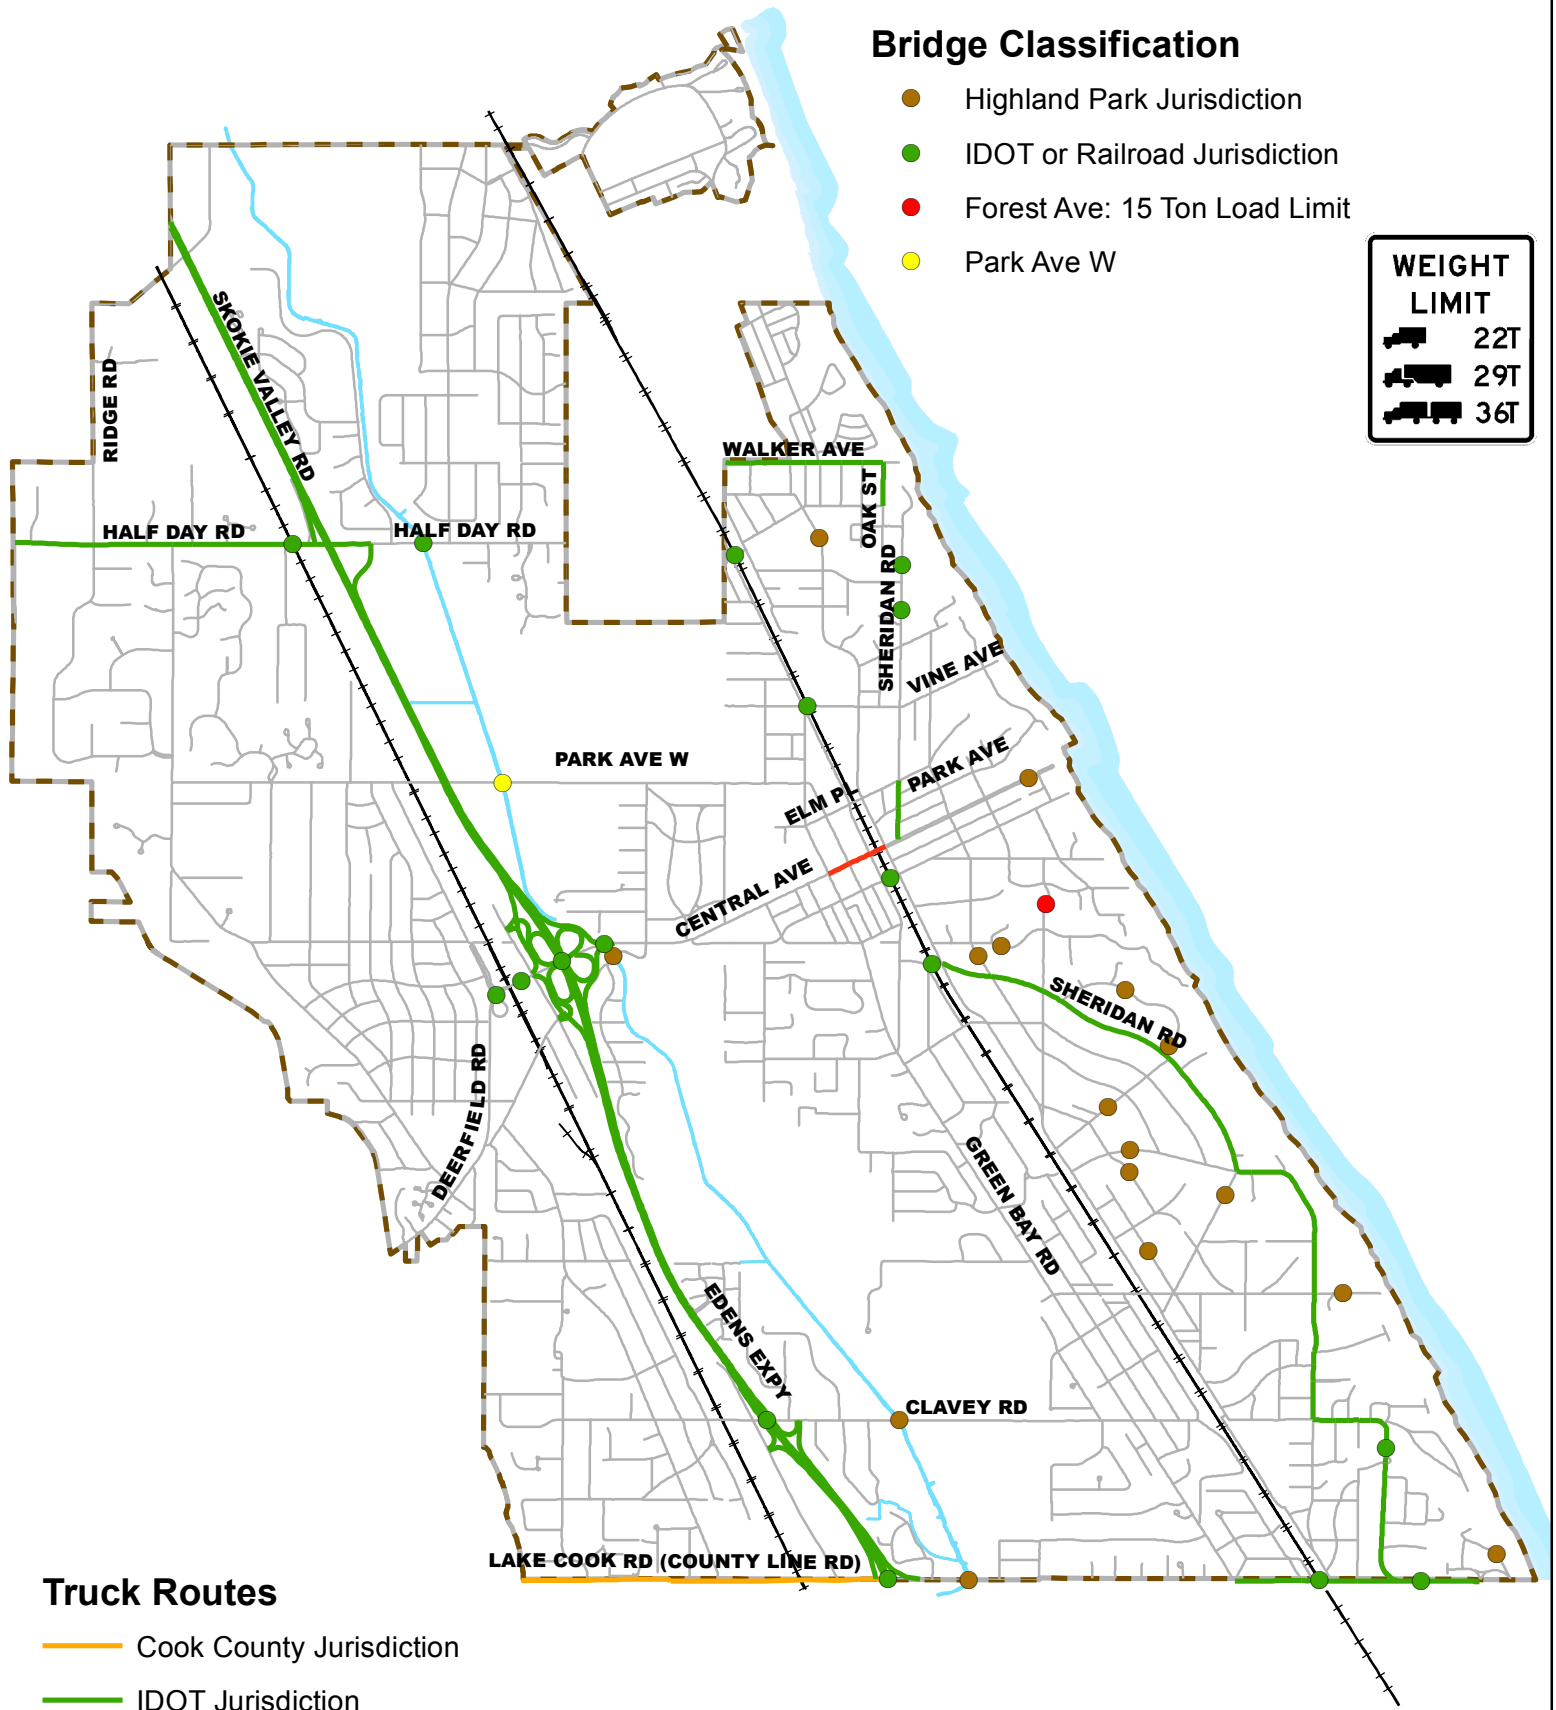 Bridge Classification
Highland Park Jurisdiction
IDOT or Railroad Jurisdiction
Forest Ave: 15 Ton Load Limit
Park Ave W
WEIGHT
LIMIT
22T
29T
36T
RIDGE RD
SKOKIE VALLEY RD
WALKER AVE
OAK ST
HALF DAY RD
HALF DAY RD
SHERIDAN RD
VINE AVE
PARK AVE W
PARK AVE
ELM PL
CENTRAL AVE
SHERIDAN RD
DEERFIELD RD
GREEN BAY RD
EDENS EXPY
CLAVEY RD
LAKE COOK RD (COUNTY LINE RD)
Truck Routes
Cook County Jurisdiction
IDOT Jurisdiction